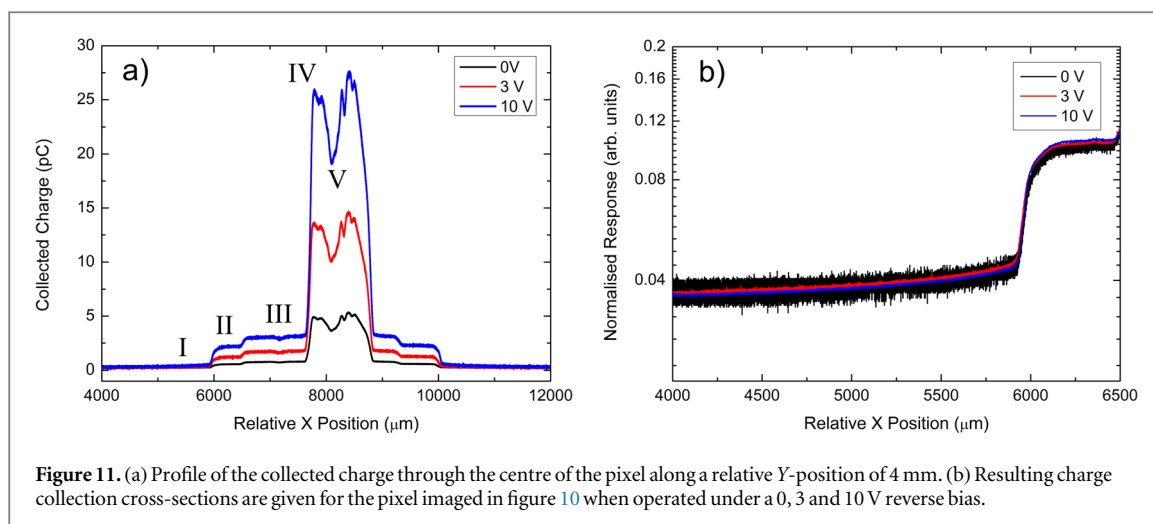 a)
Collected Charge (pC)
30
25
20
15
10
5
0
4000 6000 8000 10000 12000
Relative X Position (μm)
I
II
III
IV
V
0V
3 V
10 V
b)
Normalised Response (arb. units)
0.2
0.16
0.12
0.08
0.04
4000 4500 5000 5500 6000 6500
Relative X Position (μm)
0 V
3 V
10 V
Figure 11. (a) Profile of the collected charge through the centre of the pixel along a relative Y-position of 4 mm. (b) Resulting charge
collection cross-sections are given for the pixel imaged in figure 10 when operated under a 0, 3 and 10 V reverse bias.